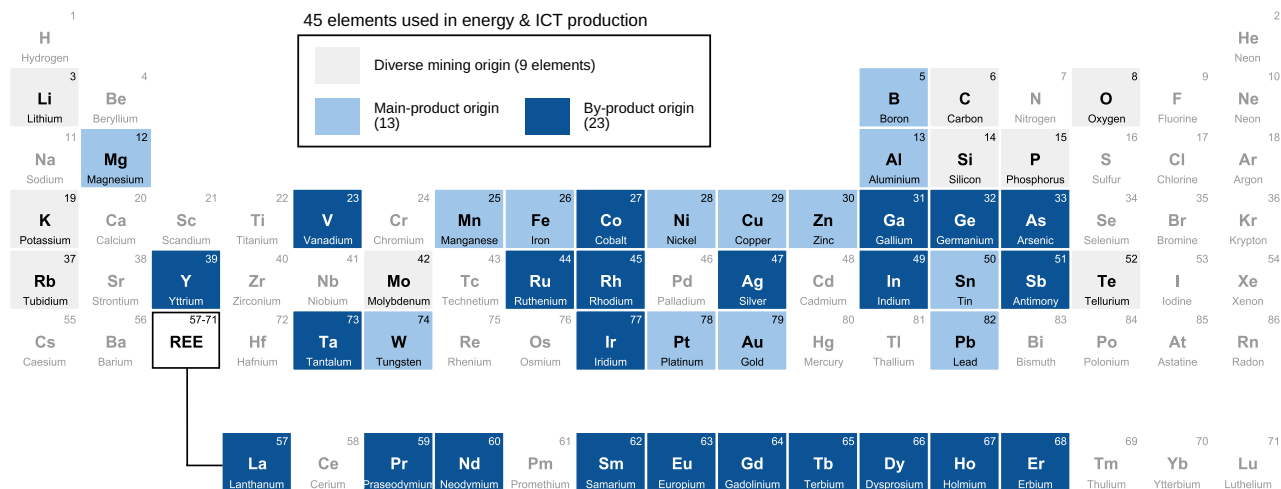 45 elements used in energy & ICT production
Diverse mining origin (9 elements)
Main-product origin
(13)
By-product origin
(23)
1
H
Hydrogen
2
He
Neon
3
Li
Lithium
4
Be
Beryllium
5
B
Boron
6
C
Carbon
7
N
Nitrogen
8
O
Oxygen
9
F
Fluorine
10
Ne
Neon
11
Na
Sodium
12
Mg
Magnesium
13
Al
Aluminium
14
Si
Silicon
15
P
Phosphorus
16
S
Sulfur
17
Cl
Chlorine
18
Ar
Argon
19
K
Potassium
20
Ca
Calcium
21
Sc
Scandium
22
Ti
Titanium
23
V
Vanadium
24
Cr
Chromium
25
Mn
Manganese
26
Fe
Iron
27
Co
Cobalt
28
Ni
Nickel
29
Cu
Copper
30
Zn
Zinc
31
Ga
Gallium
32
Ge
Germanium
33
As
Arsenic
34
Se
Selenium
35
Br
Bromine
36
Kr
Krypton
37
Rb
Tubidium
38
Sr
Strontium
39
Y
Yttrium
40
Zr
Zirconium
41
Nb
Niobium
42
Mo
Molybdenum
43
Tc
Technetium
44
Ru
Ruthenium
45
Rh
Rhodium
46
Pd
Palladium
47
Ag
Silver
48
Cd
Cadmium
49
In
Indium
50
Sn
Tin
51
Sb
Antimony
52
Te
Tellurium
53
I
Iodine
54
Xe
Xenon
55
Cs
Caesium
56
Ba
Barium
57-71
REE
72
Hf
Hafnium
73
Ta
Tantalum
74
W
Tungsten
75
Re
Rhenium
76
Os
Osmium
77
Ir
Iridium
78
Pt
Platinum
79
Au
Gold
80
Hg
Mercury
81
Tl
Thallium
82
Pb
Lead
83
Bi
Bismuth
84
Po
Polonium
85
At
Astatine
86
Rn
Radon
57
La
Lanthanum
58
Ce
Cerium
59
Pr
Praseodymium
60
Nd
Neodymium
61
Pm
Promethium
62
Sm
Samarium
63
Eu
Europium
64
Gd
Gadolinium
65
Tb
Terbium
66
Dy
Dysprosium
67
Ho
Holmium
68
Er
Erbium
69
Tm
Thulium
70
Yb
Ytterbium
71
Lu
Luthelium